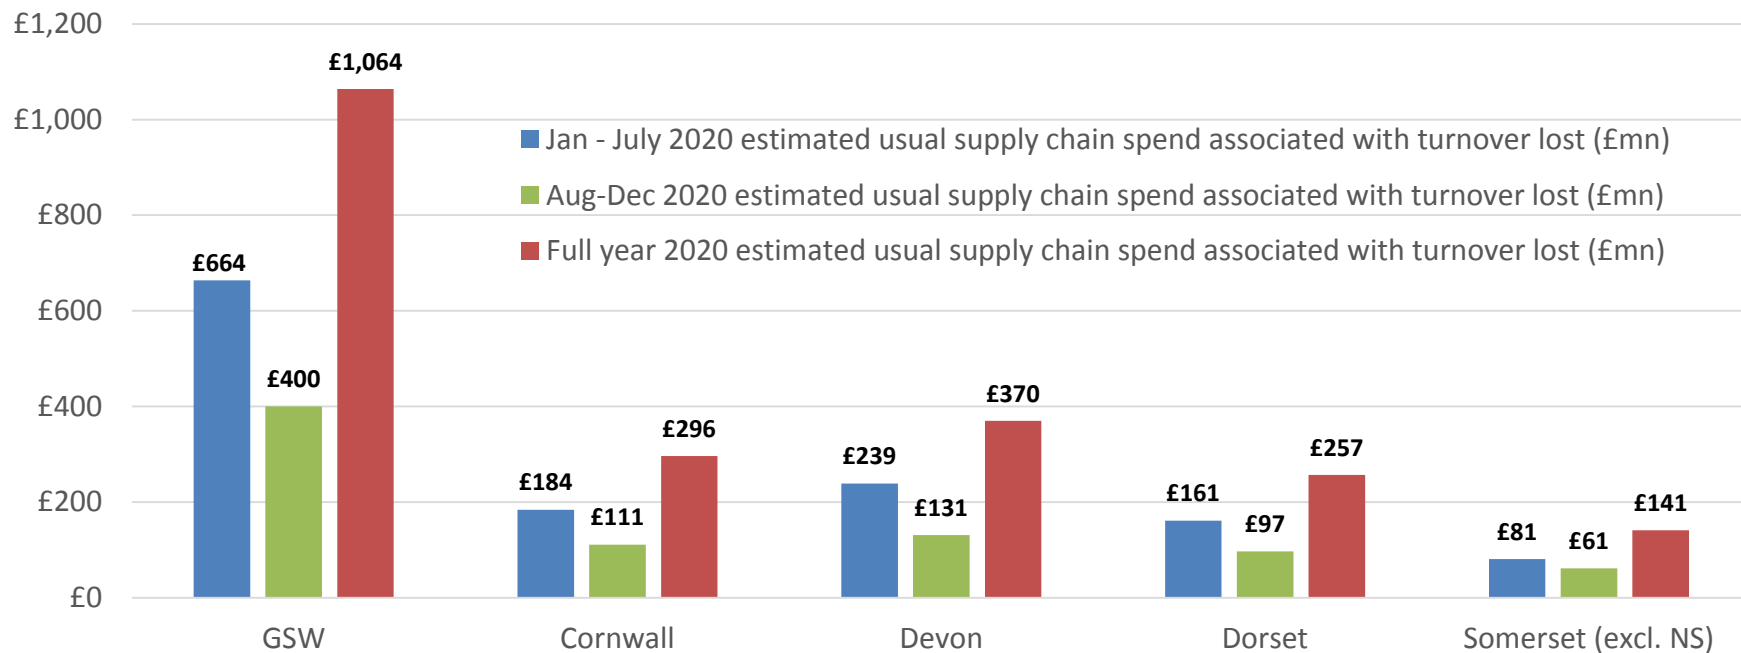 £1,200
£1,000
£800
£600
£400
£200
£0
Jan - July 2020 estimated usual supply chain spend associated with turnover lost (£mn)
Aug-Dec 2020 estimated usual supply chain spend associated with turnover lost (£mn)
Full year 2020 estimated usual supply chain spend associated with turnover lost (£mn)
£664
£400
£1,064
£184
£111
£296
£239
£131
£370
£161
£97
£257
£81
£61
£141
GSW
Cornwall
Devon
Dorset
Somerset (excl. NS)